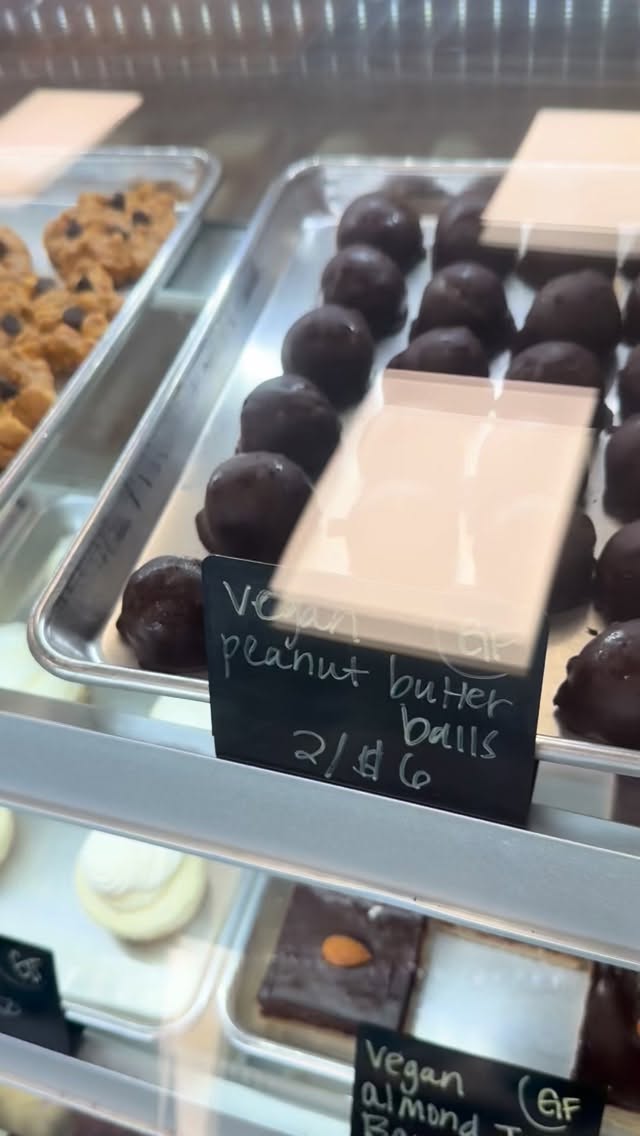 vegan GF
peanut butter
balls
2/$6
vegan GF
almond J